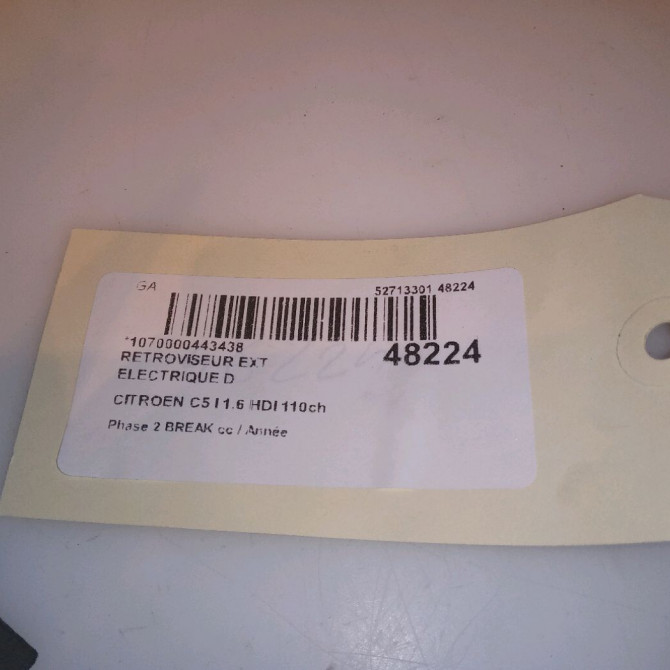 GA
52713301 48224
*1070000443438
48224
RETROVISEUR EXT
ELECTRIQUE D
CITROEN C5 I 1.6 HDI 110ch
Phase 2 BREAK cc / Année